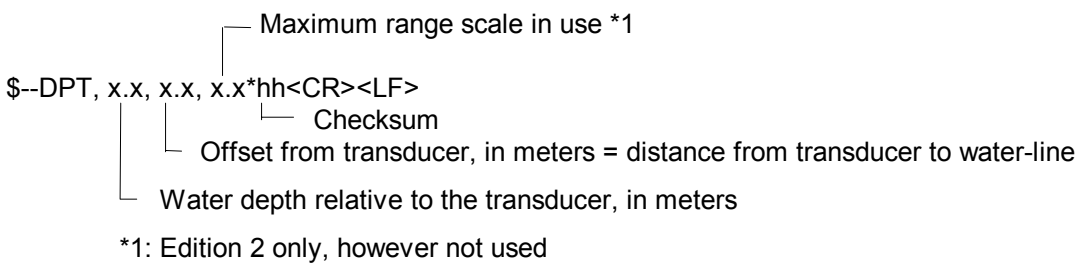 Maximum range scale in use *1
$--DPT, x.x, x.x, x.x*hh<CR><LF>
Checksum
Offset from transducer, in meters = distance from transducer to water-line
Water depth relative to the transducer, in meters
*1: Edition 2 only, however not used